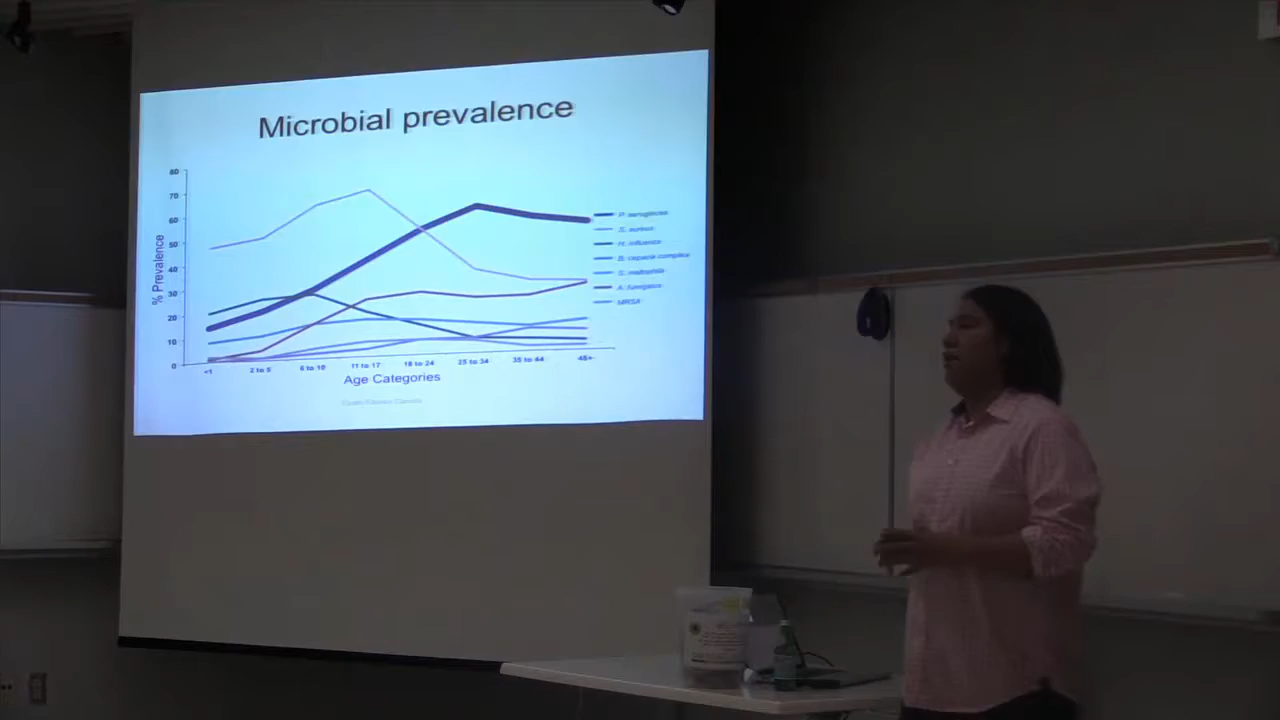 Microbial prevalence
80
70
60
50
40
30
20
10
0
% Prevalence
<1
2 to 5
6 to 10
11 to 17
18 to 24
25 to 34
35 to 44
45+
Age Categories
P. aeruginosa
S. aureus
H. influenza
B. cepacia complex
S. maltophilia
A. fumigatus
MRSA